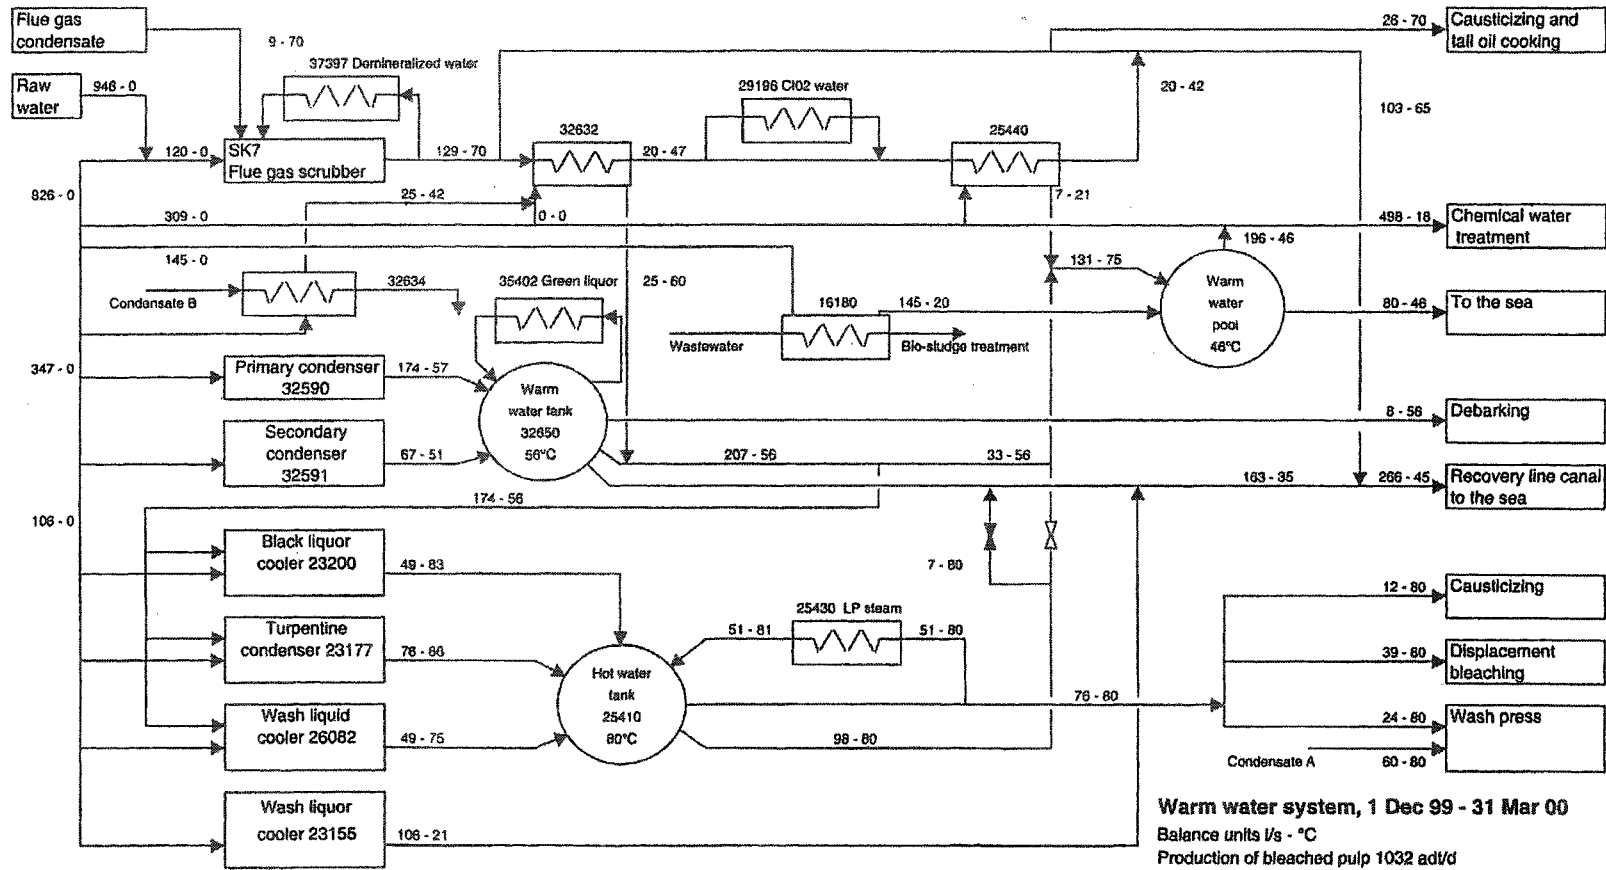 Flue gas
condensate
9 - 70
28 - 70
Causticizing and
tall oil cooking
Raw
water
946 - 0
37397 Demineralized water
29196 Cl02 water
20 - 42
103 - 65
32632
25440
120 - 0
SK7
Flue gas scrubber
129 - 70
20 - 47
826 - 0
25 - 42
7 - 21
309 - 0
0 - 0
498 - 18
Chemical water
treatment
196 - 46
145 - 0
131 - 75
Condensate B
32634
35402 Green liquor
25 - 60
16180
145 - 20
Warm
water
pool
46°C
80 - 46
To the sea
Wastewater
Bio-sludge treatment
347 - 0
Primary condenser
32590
174 - 57
Warm
water tank
32650
56°C
8 - 56
Debarking
Secondary
condenser
32591
67 - 51
207 - 56
33 - 56
163 - 35
266 - 45
Recovery line canal
to the sea
174 - 56
106 - 0
Black liquor
cooler 23200
49 - 83
7 - 80
12 - 80
Causticizing
25430 LP steam
Turpentine
condenser 23177
76 - 86
51 - 81
51 - 80
39 - 60
Displacement
bleaching
Hot water
tank
25410
80°C
76 - 80
Wash liquid
cooler 26082
49 - 75
98 - 80
24 - 80
Wash press
Condensate A
60 - 80
Wash liquor
cooler 23155
106 - 21
Warm water system, 1 Dec 99 - 31 Mar 00
Balance units l/s - °C
Production of bleached pulp 1032 adt/d